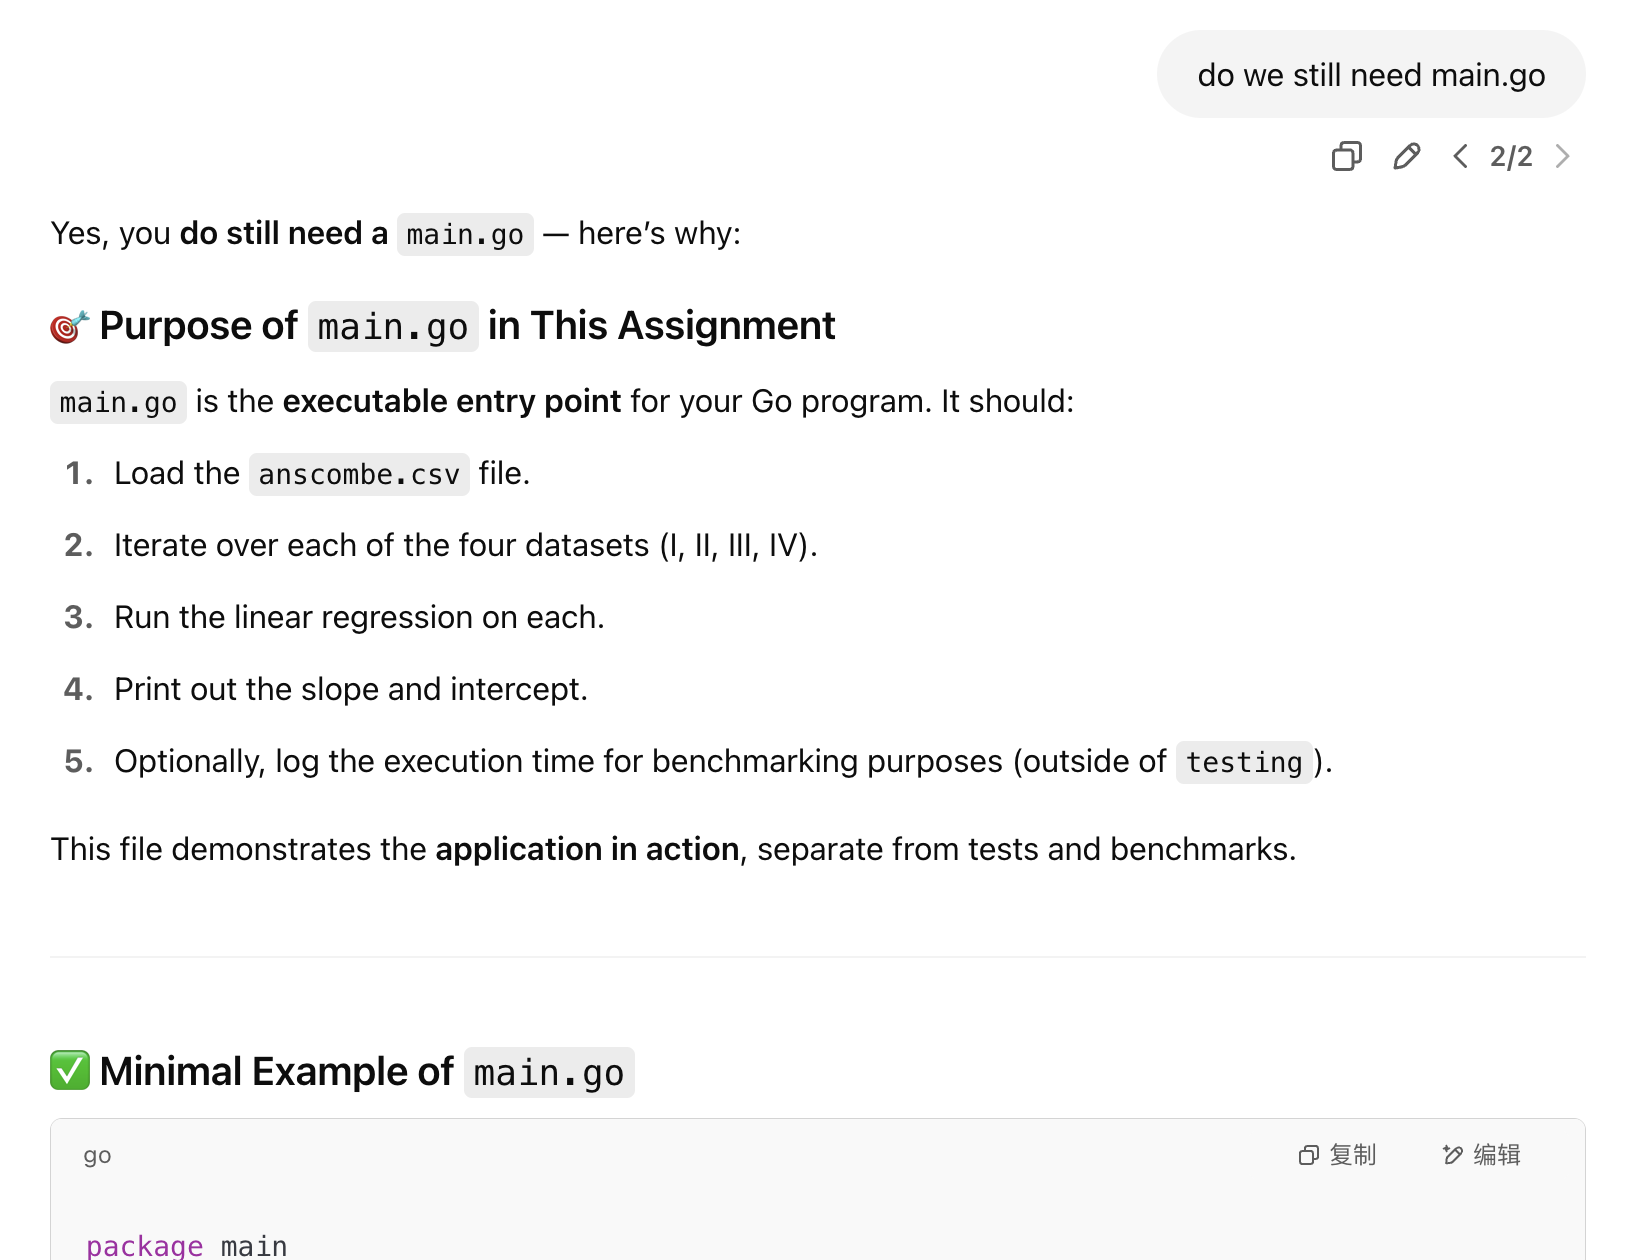 do we still need main.go
2/2
Yes, you do still need a main.go — here’s why:
🎯 Purpose of main.go in This Assignment
main.go is the executable entry point for your Go program. It should:
1. Load the anscombe.csv file.
2. Iterate over each of the four datasets (I, II, III, IV).
3. Run the linear regression on each.
4. Print out the slope and intercept.
5. Optionally, log the execution time for benchmarking purposes (outside of testing).
This file demonstrates the application in action, separate from tests and benchmarks.
✅ Minimal Example of main.go
go 复制 编辑
package main